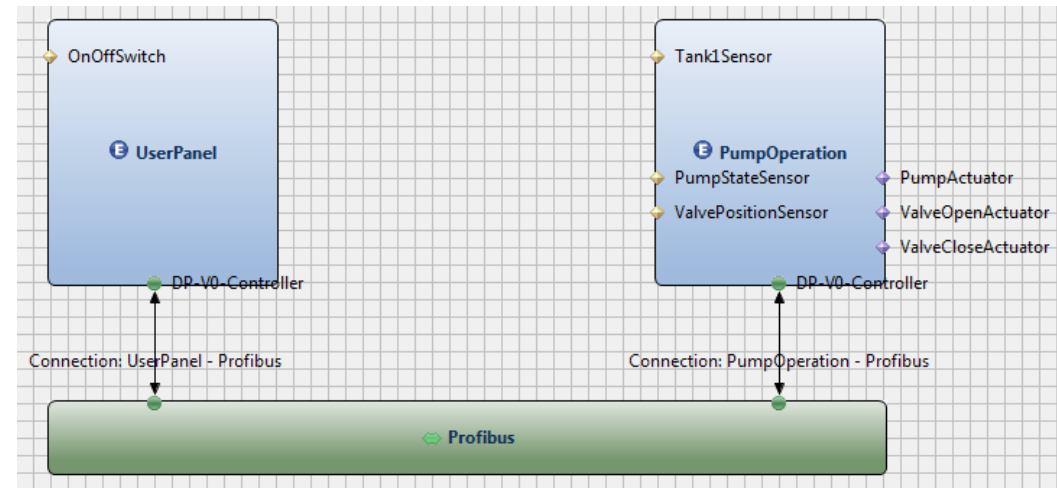 OnOffSwitch
Tank1Sensor
E UserPanel
E PumpOperation
PumpStateSensor
PumpActuator
ValvePositionSensor
ValveOpenActuator
ValveCloseActuator
DP-V0-Controller
DP-V0-Controller
Connection: UserPanel - Profibus
Connection: PumpOperation - Profibus
Profibus